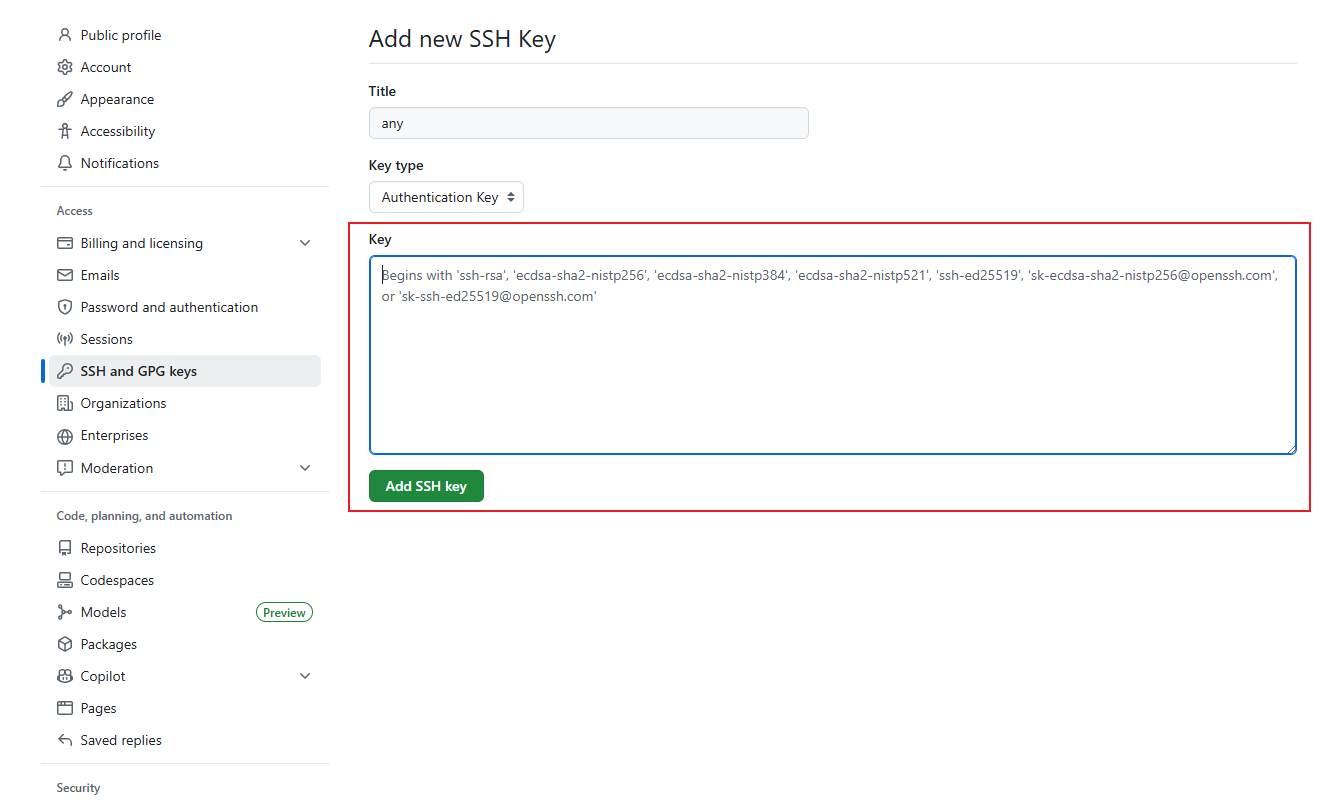 Public profile
Account
Appearance
Accessibility
Notifications
Access
Billing and licensing
Emails
Password and authentication
Sessions
SSH and GPG keys
Organizations
Enterprises
Moderation
Code, planning, and automation
Repositories
Codespaces
Models
Preview
Packages
Copilot
Pages
Saved replies
Security
Add new SSH Key
Title
any
Key type
Authentication Key
Key
Begins with 'ssh-rsa', 'ecdsa-sha2-nistp256', 'ecdsa-sha2-nistp384', 'ecdsa-sha2-nistp521', 'ssh-ed25519', 'sk-ecdsa-sha2-nistp256@openssh.com',
or 'sk-ssh-ed25519@openssh.com'
Add SSH key